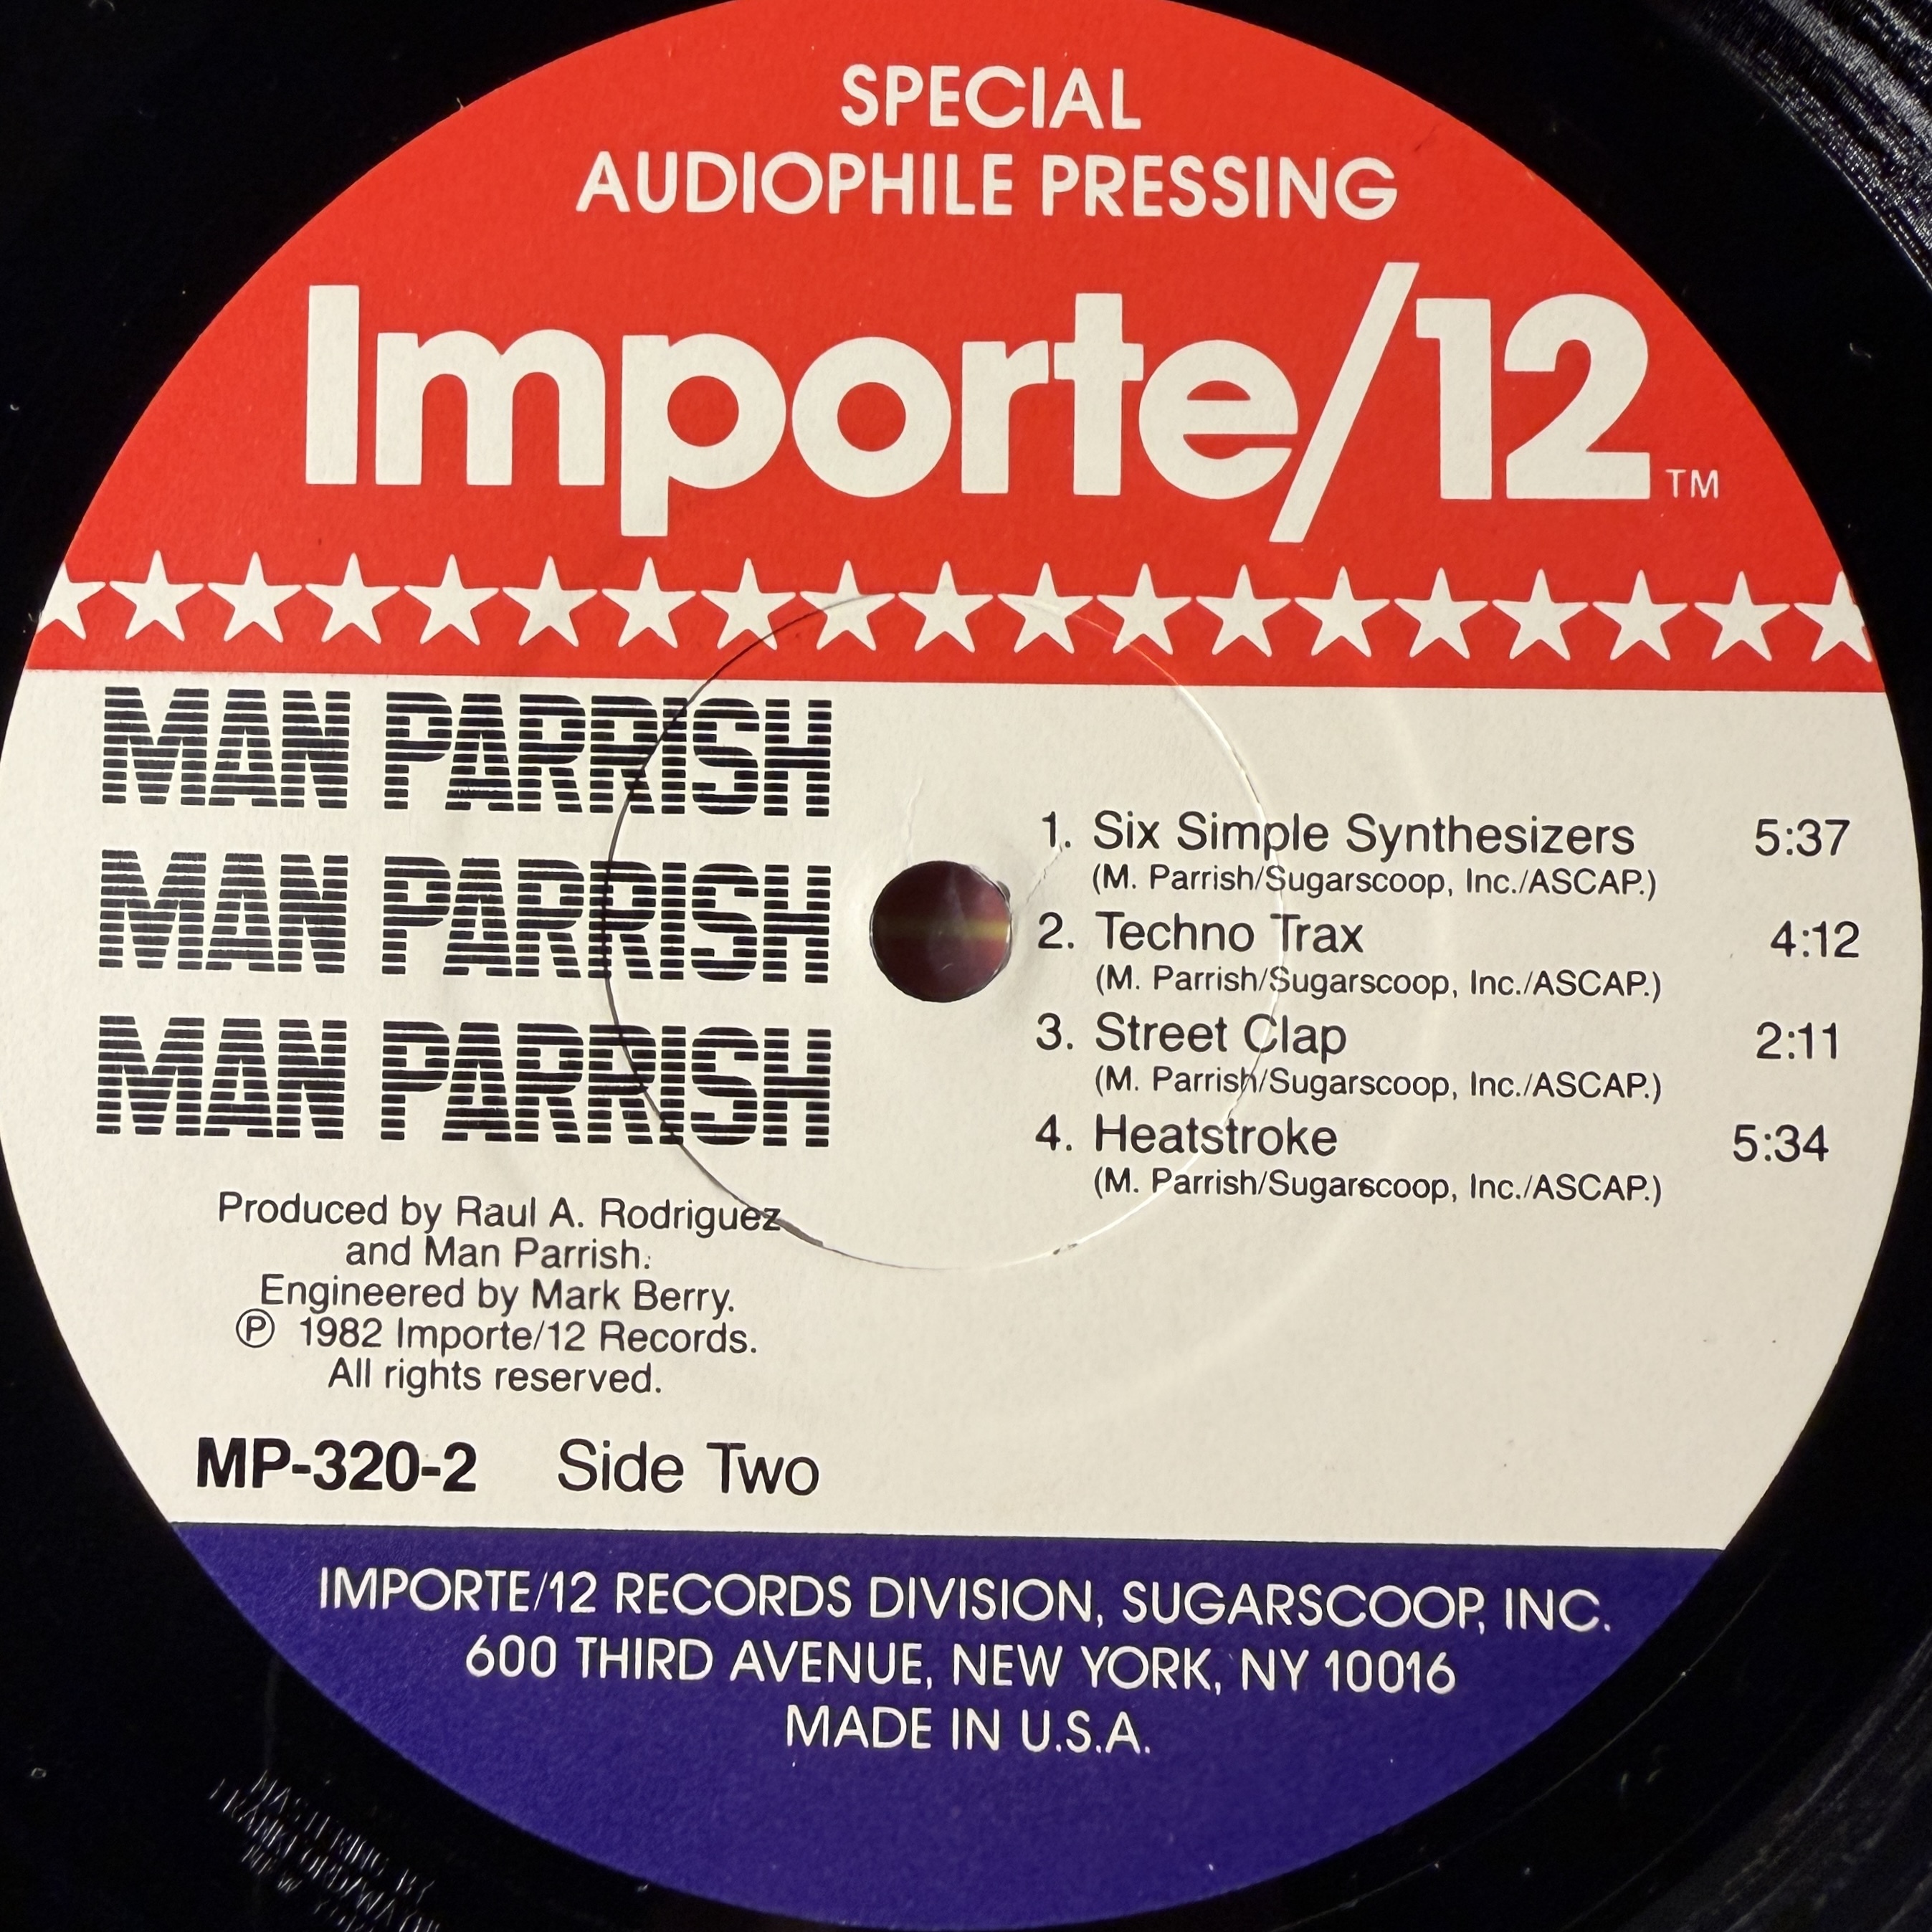 SPECIAL
AUDIOPHILE PRESSING
Importe/12 TM
MAN PARRISH
MAN PARRISH
MAN PARRISH
1. Six Simple Synthesizers 5:37
(M. Parrish/Sugarscoop, Inc./ASCAP.)
2. Techno Trax 4:12
(M. Parrish/Sugarscoop, Inc./ASCAP.)
3. Street Clap 2:11
(M. Parrish/Sugarscoop, Inc./ASCAP.)
4. Heatstroke 5:34
(M. Parrish/Sugarscoop, Inc./ASCAP.)
Produced by Raul A. Rodriguez
and Man Parrish.
Engineered by Mark Berry.
Ⓟ 1982 Importe/12 Records.
All rights reserved.
MP-320-2 Side Two
IMPORTE/12 RECORDS DIVISION, SUGARSCOOP, INC.
600 THIRD AVENUE, NEW YORK, NY 10016
MADE IN U.S.A.
MASTERING BY
NEW